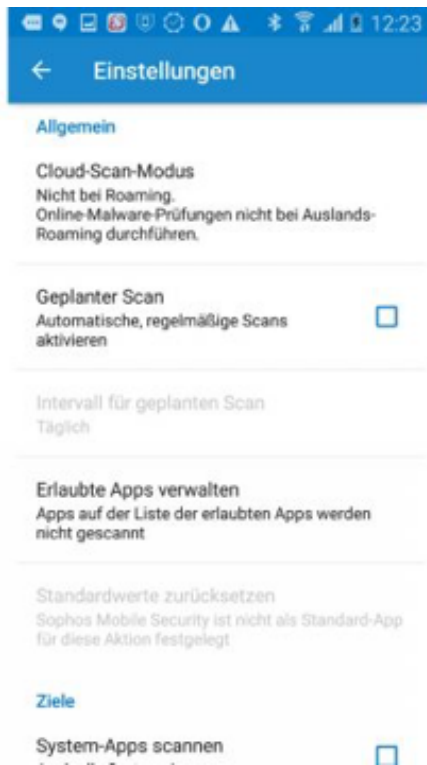 12:23
Einstellungen
Allgemein
Cloud-Scan-Modus
Nicht bei Roaming.
Online-Malware-Prüfungen nicht bei Auslands-
Roaming durchführen.
Geplanter Scan
Automatische, regelmäßige Scans
aktivieren
Intervall für geplanten Scan
Täglich
Erlaubte Apps verwalten
Apps auf der Liste der erlaubten Apps werden
nicht gescannt
Standardwerte zurücksetzen
Sophos Mobile Security ist nicht als Standard-App
für diese Aktion festgelegt
Ziele
System-Apps scannen